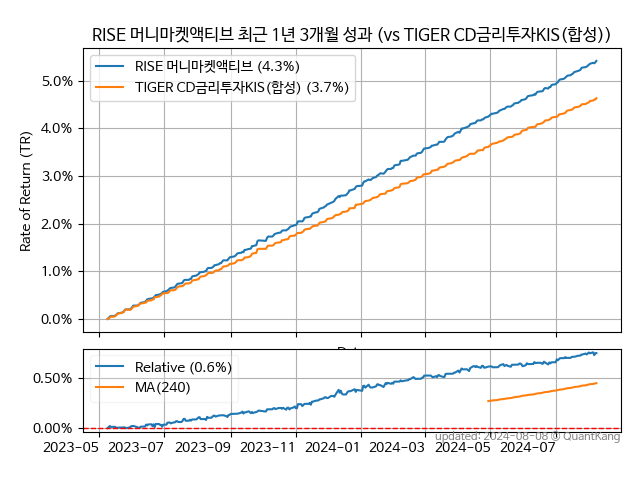 RISE 머니마켓액티브 최근 1년 3개월 성과 (vs TIGER CD금리투자KIS(합성))
RISE 머니마켓액티브 (4.3%)
TIGER CD금리투자KIS(합성) (3.7%)
Rate of Return (TR)
5.0%
4.0%
3.0%
2.0%
1.0%
0.0%
Relative (0.6%)
MA(240)
0.50%
0.00%
2023-05 2023-07 2023-09 2023-11 2024-01 2024-03 2024-05 2024-07
updated: 2024-08-08 © QuantKang